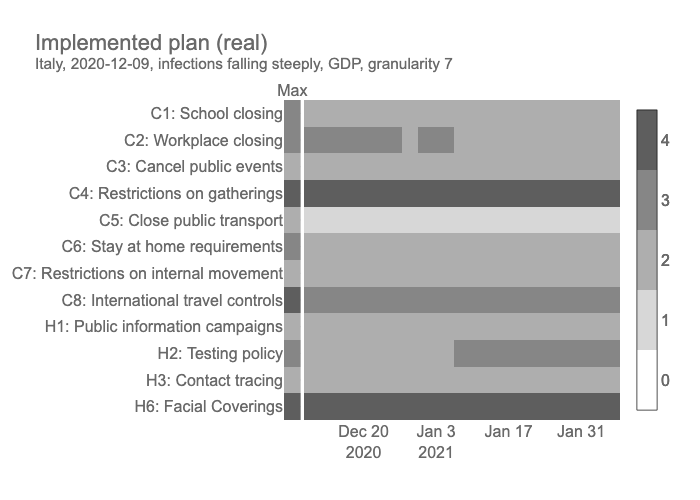 Implemented plan (real)
Italy, 2020-12-09, infections falling steeply, GDP, granularity 7
Max
C1: School closing
C2: Workplace closing
C3: Cancel public events
C4: Restrictions on gatherings
C5: Close public transport
C6: Stay at home requirements
C7: Restrictions on internal movement
C8: International travel controls
H1: Public information campaigns
H2: Testing policy
H3: Contact tracing
H6: Facial Coverings
Dec 20 Jan 3 Jan 17 Jan 31
2020 2021
4
3
2
1
0